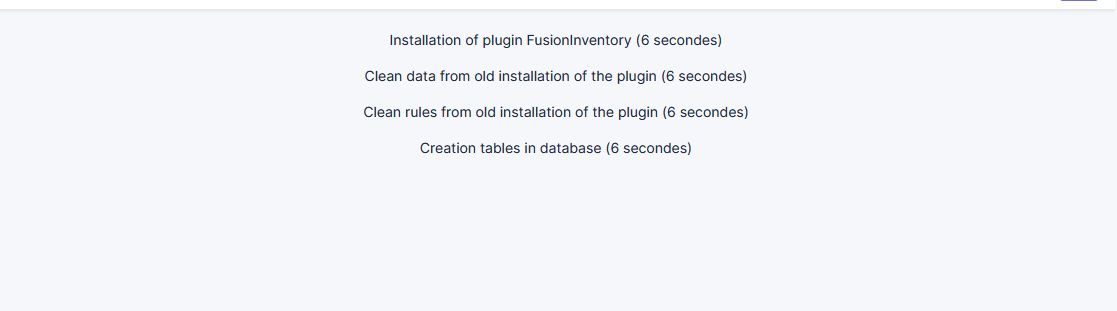 Installation of plugin FusionInventory (6 secondes)
Clean data from old installation of the plugin (6 secondes)
Clean rules from old installation of the plugin (6 secondes)
Creation tables in database (6 secondes)